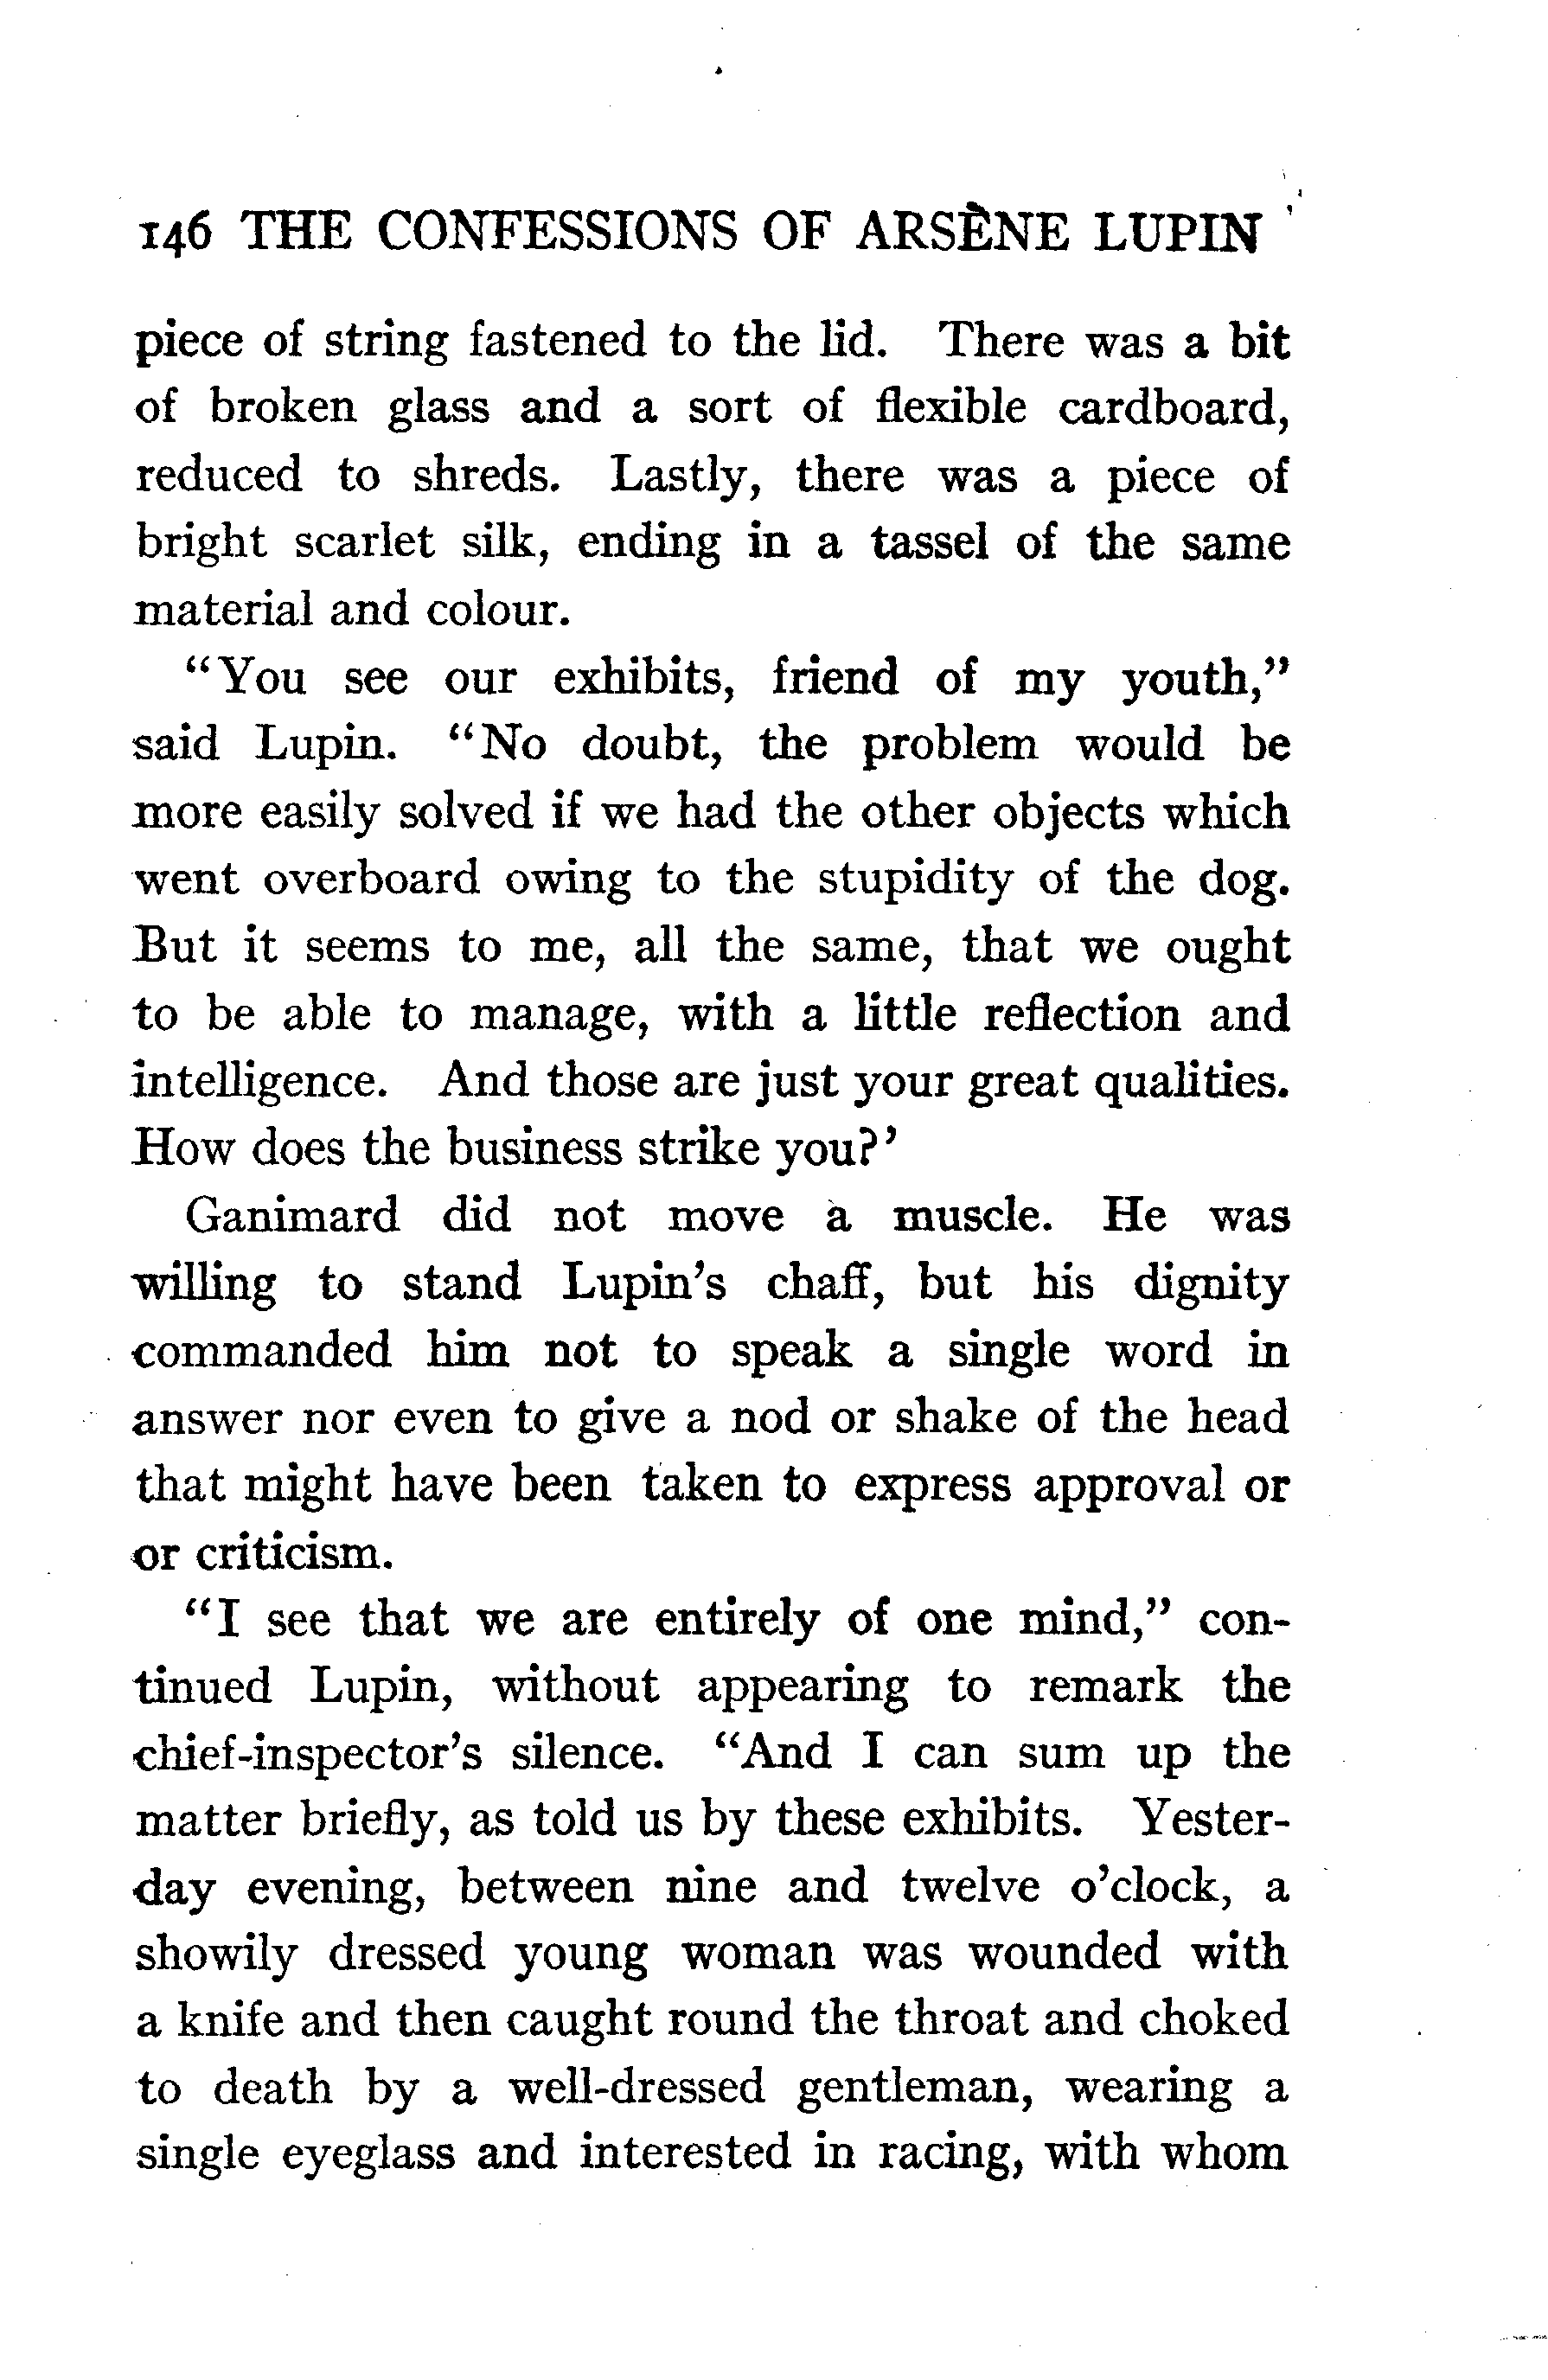 146 THE CONFESSIONS OF ARSÈNE LUPIN
piece of string fastened to the lid. There was a bit
of broken glass and a sort of flexible cardboard,
reduced to shreds. Lastly, there was a piece of
bright scarlet silk, ending in a tassel of the same
material and colour.
"You see our exhibits, friend of my youth,"
said Lupin. "No doubt, the problem would be
more easily solved if we had the other objects which
went overboard owing to the stupidity of the dog.
But it seems to me, all the same, that we ought
to be able to manage, with a little reflection and
intelligence. And those are just your great qualities.
How does the business strike you?'
Ganimard did not move a muscle. He was
willing to stand Lupin's chaff, but his dignity
commanded him not to speak a single word in
answer nor even to give a nod or shake of the head
that might have been taken to express approval or
or criticism.
"I see that we are entirely of one mind," con-
tinued Lupin, without appearing to remark the
chief-inspector's silence. "And I can sum up the
matter briefly, as told us by these exhibits. Yester-
day evening, between nine and twelve o'clock, a
showily dressed young woman was wounded with
a knife and then caught round the throat and choked
to death by a well-dressed gentleman, wearing a
single eyeglass and interested in racing, with whom